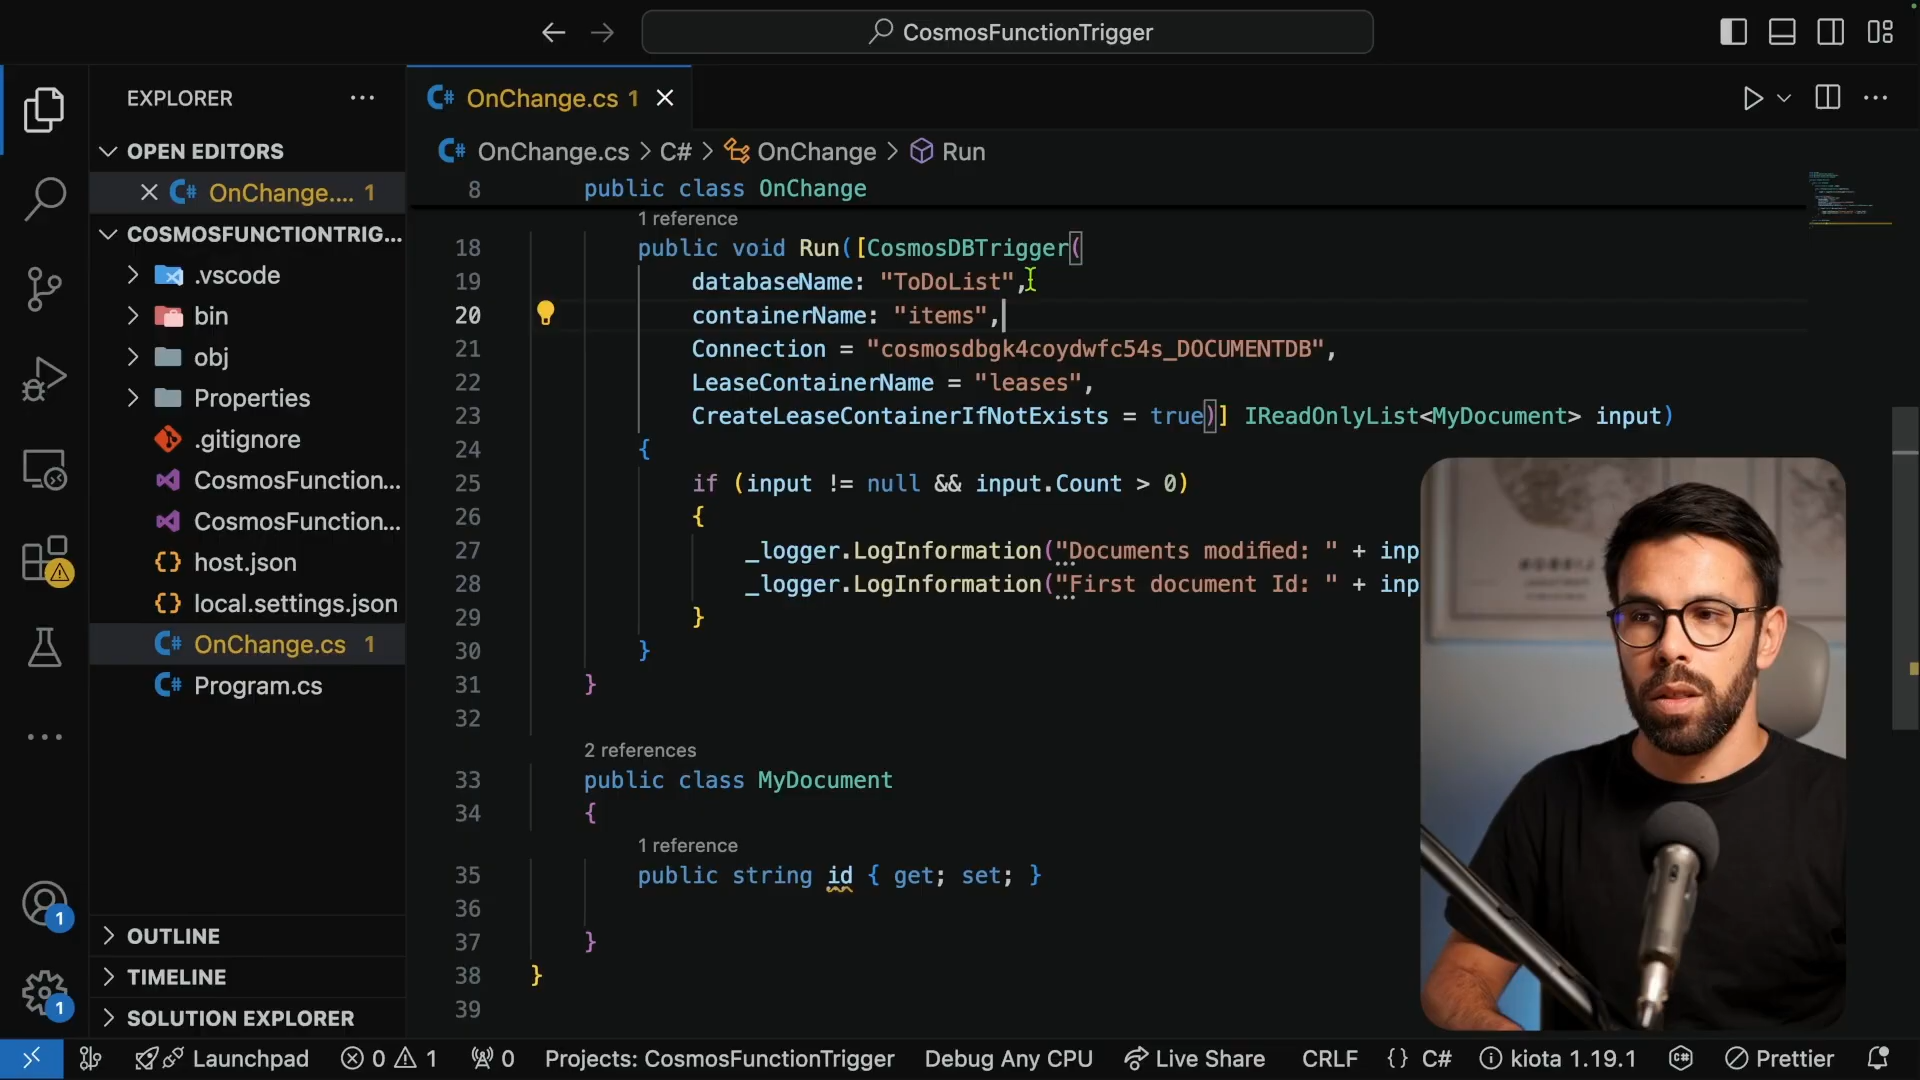 CosmosFunctionTrigger
EXPLORER
OnChange.cs 1
OPEN EDITORS
OnChange.... 1
COSMOSFUNCTIONTRIG...
.vscode
bin
obj
Properties
.gitignore
CosmosFunction...
CosmosFunction...
host.json
local.settings.json
OnChange.cs 1
Program.cs
OUTLINE
TIMELINE
SOLUTION EXPLORER
OnChange.cs > C# > OnChange > Run
8 public class OnChange
1 reference
18 public void Run([CosmosDBTrigger(
19 databaseName: "ToDoList",
20 containerName: "items",
21 Connection = "cosmosdbgk4coydwfc54s_DOCUMENTDB",
22 LeaseContainerName = "leases",
23 CreateLeaseContainerIfNotExists = true)] IReadOnlyList<MyDocument> input)
24 {
25 if (input != null && input.Count > 0)
26 {
27 _logger.LogInformation("Documents modified: " + inp
28 _logger.LogInformation("First document Id: " + inp
29 }
30 }
31 }
32
2 references
33 public class MyDocument
34 {
1 reference
35 public string id { get; set; }
36
37 }
38 }
39
1
1
Launchpad 0 1 0 Projects: CosmosFunctionTrigger Debug Any CPU Live Share CRLF {} C# kiota 1.19.1 Prettier